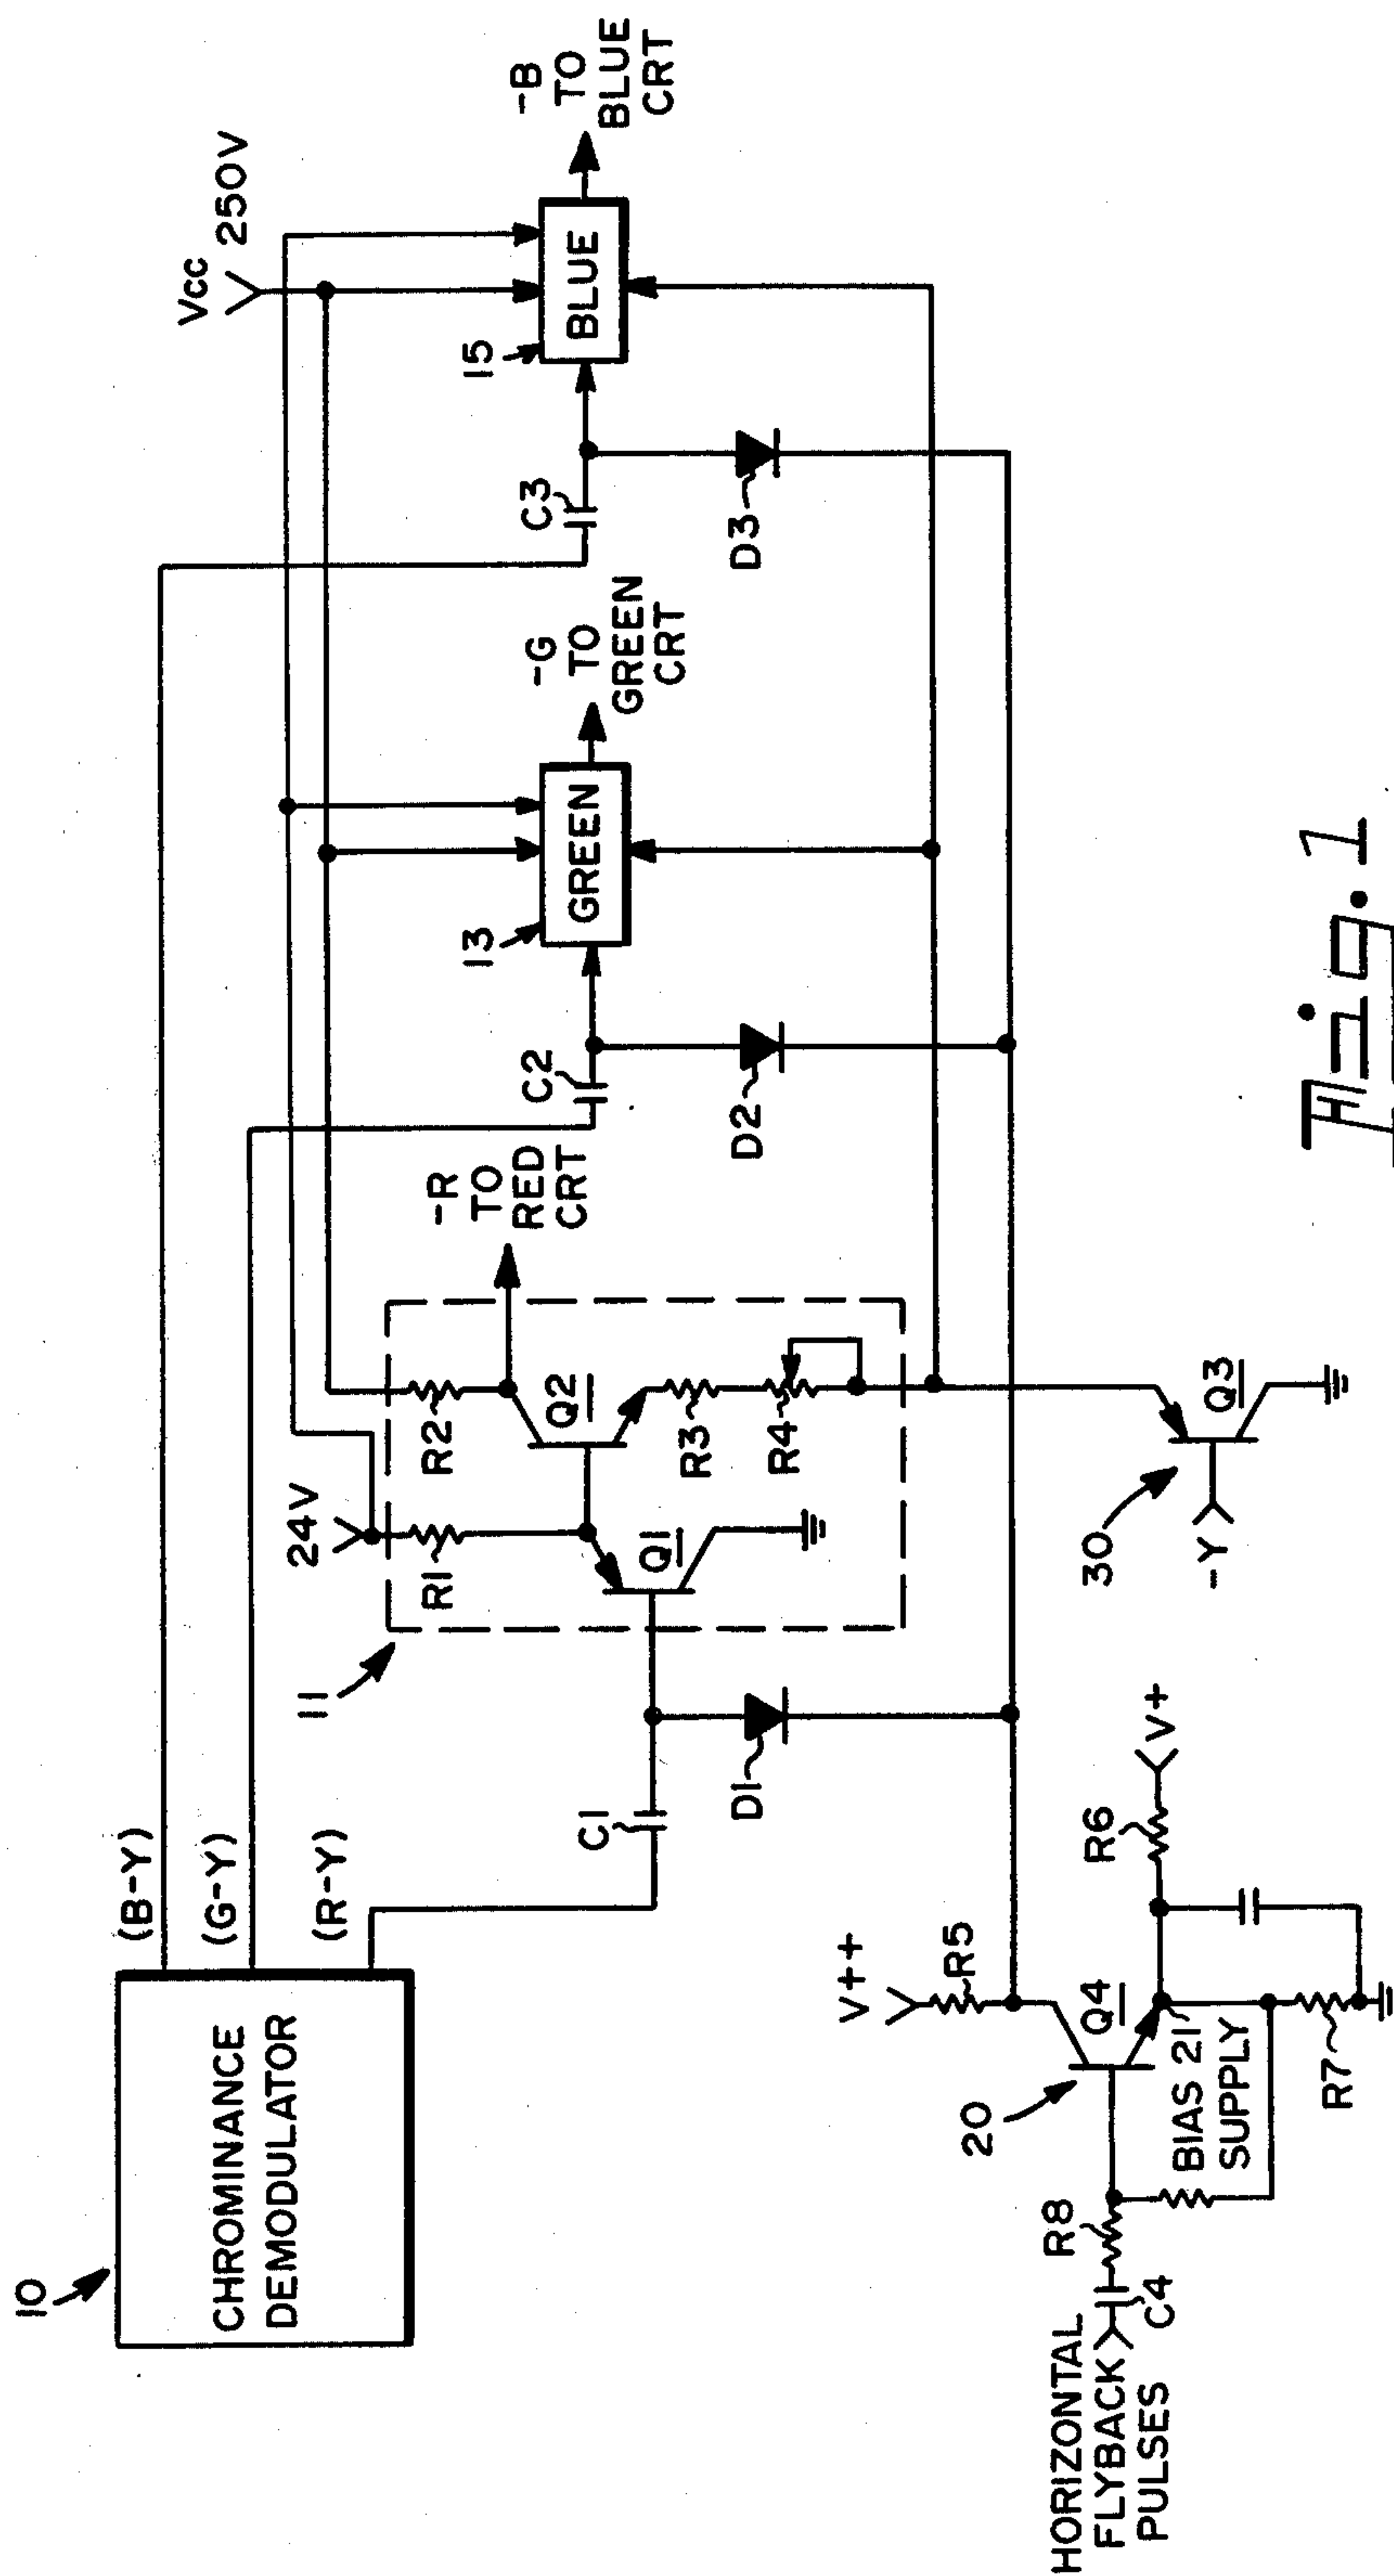 10
CHROMINANCE
DEMODULATOR
(B-Y)
(G-Y)
(R-Y)
C1
D1
11
24V
R1
Q1
R2
Q2
R3
R4
-R
TO
RED
CRT
C2
D2
13
GREEN
-G
TO
GREEN
CRT
C3
D3
15
BLUE
Vcc
250V
-B
TO
BLUE
CRT
HORIZONTAL
FLYBACK
PULSES
C4
R8
20
V++
R5
Q4
BIAS 21
SUPPLY
R7
R6
V+
30
-Y
Q3
Fig. 1